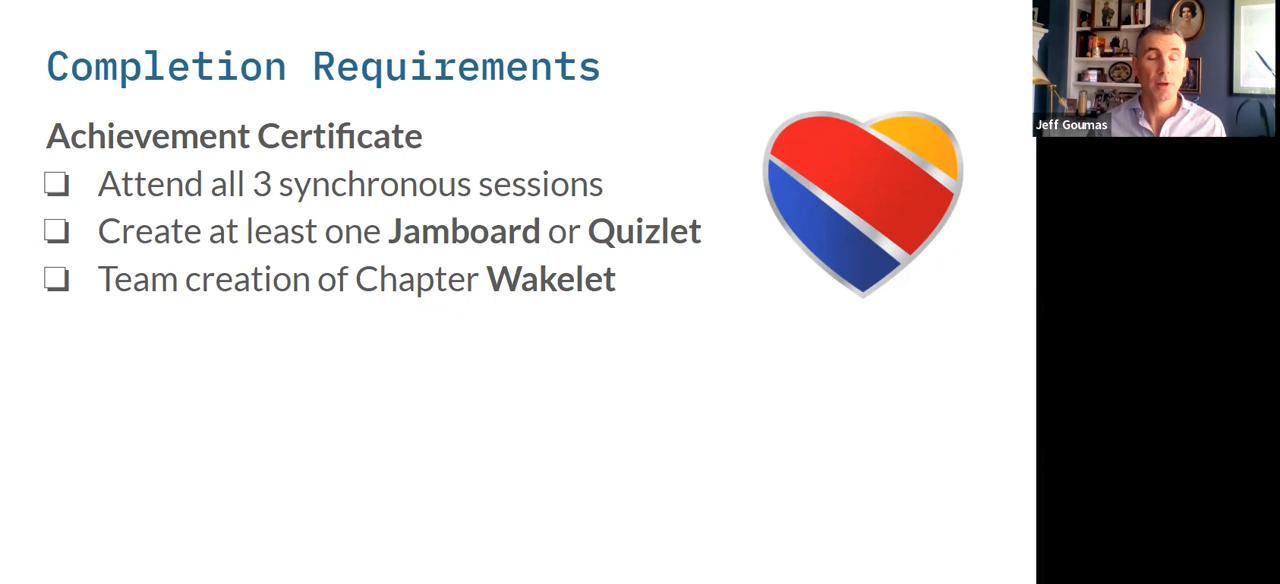 Completion Requirements
Achievement Certificate
Attend all 3 synchronous sessions
Create at least one Jamboard or Quizlet
Team creation of Chapter Wakelet
Jeff Goumas